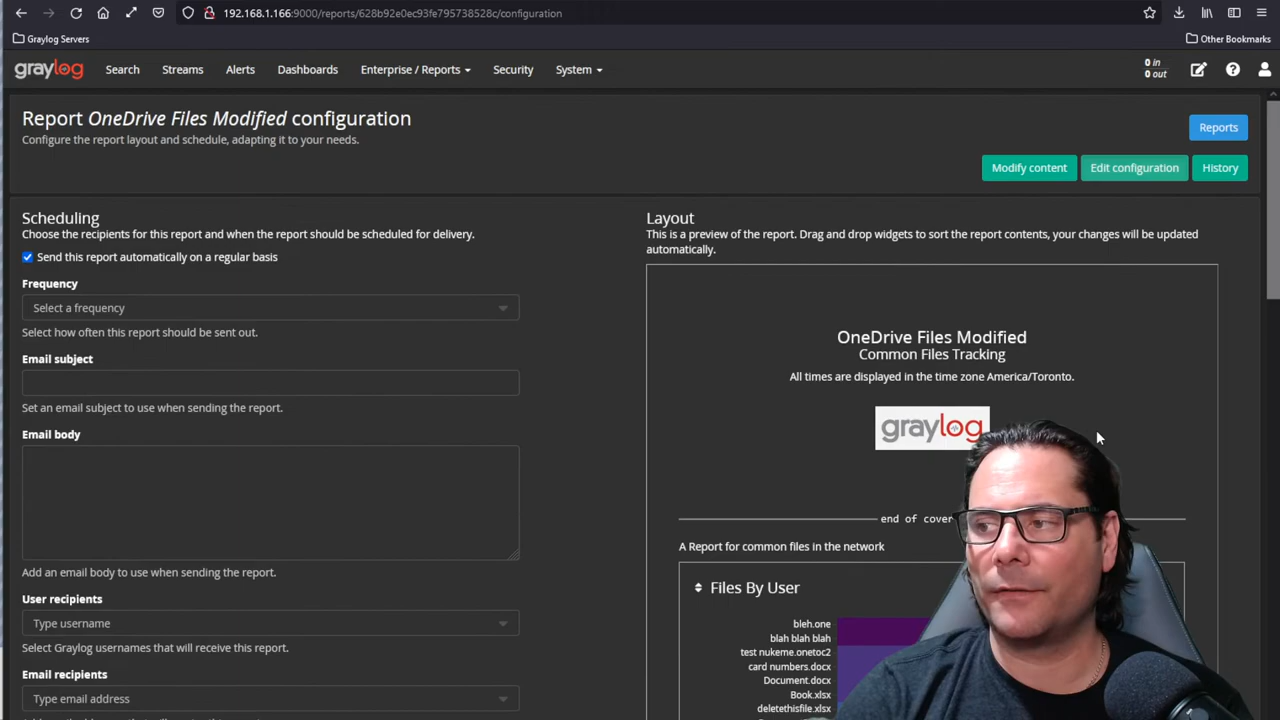 192.168.1.166:9000/reports/628b92e0ec93fe795738528c/configuration
Graylog Servers
Other Bookmarks
graylog
Search
Streams
Alerts
Dashboards
Enterprise / Reports
Security
System
0 in
0 out
Report OneDrive Files Modified configuration
Configure the report layout and schedule, adapting it to your needs.
Reports
Modify content
Edit configuration
History
Scheduling
Choose the recipients for this report and when the report should be scheduled for delivery.
Send this report automatically on a regular basis
Frequency
Select a frequency
Select how often this report should be sent out.
Email subject
Set an email subject to use when sending the report.
Email body
Add an email body to use when sending the report.
User recipients
Type username
Select Graylog usernames that will receive this report.
Email recipients
Type email address
Layout
This is a preview of the report. Drag and drop widgets to sort the report contents, your changes will be updated
automatically.
OneDrive Files Modified
Common Files Tracking
All times are displayed in the time zone America/Toronto.
graylog
end of cover
A Report for common files in the network
Files By User
bleh.one
blah blah blah
test nukeme.onetoc2
card numbers.docx
Document.docx
Book.xlsx
deletethisfile.xlsx